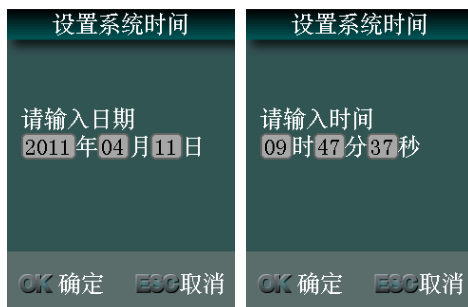 设置系统时间
请输入日期
2011年04月11日
OK 确定 ESC取消
设置系统时间
请输入时间
09时47分37秒
OK 确定 ESC取消